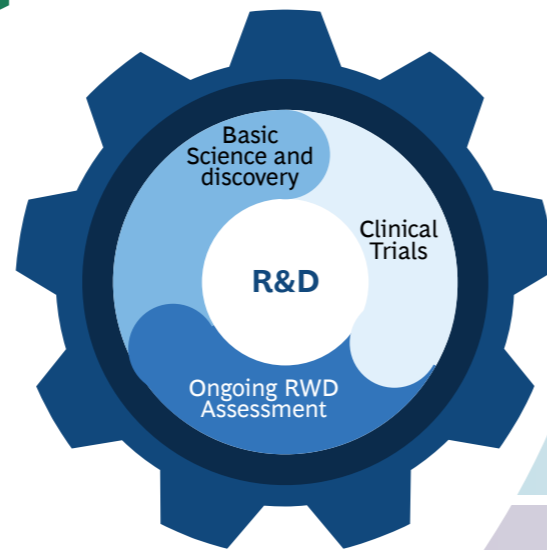 Basic
Science and
discovery
Clinical
Trials
R&D
Ongoing RWD
Assessment